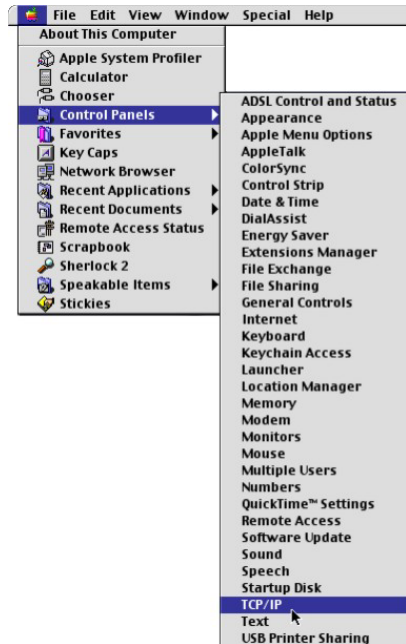 File Edit View Window Special Help
About This Computer
Apple System Profiler
Calculator
Chooser
Control Panels
Favorites
Key Caps
Network Browser
Recent Applications
Recent Documents
Remote Access Status
Scrapbook
Sherlock 2
Speakable Items
Stickies
ADSL Control and Status
Appearance
Apple Menu Options
AppleTalk
ColorSync
Control Strip
Date & Time
DialAssist
Energy Saver
Extensions Manager
File Exchange
File Sharing
General Controls
Internet
Keyboard
Keychain Access
Launcher
Location Manager
Memory
Modem
Monitors
Mouse
Multiple Users
Numbers
QuickTime™ Settings
Remote Access
Software Update
Sound
Speech
Startup Disk
TCP/IP
Text
USB Printer Sharing